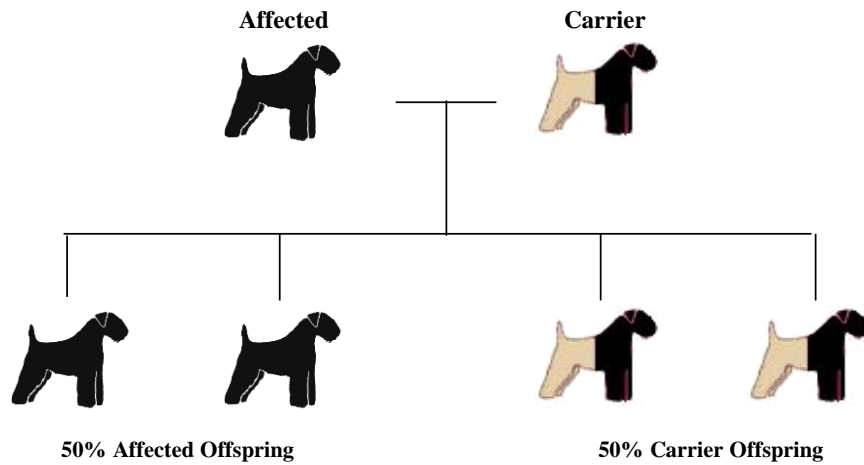 Affected
Carrier
50% Affected Offspring
50% Carrier Offspring